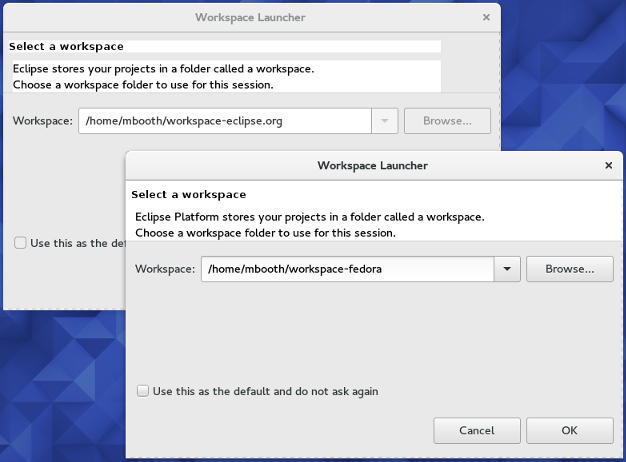 Workspace Launcher
Select a workspace
Eclipse stores your projects in a folder called a workspace.
Choose a workspace folder to use for this session.
Workspace: /home/mbooth/workspace-eclipse.org Browse...
Use this as the def
Workspace Launcher
Select a workspace
Eclipse Platform stores your projects in a folder called a workspace.
Choose a workspace folder to use for this session.
Workspace: /home/mbooth/workspace-fedora Browse...
Use this as the default and do not ask again
Cancel OK